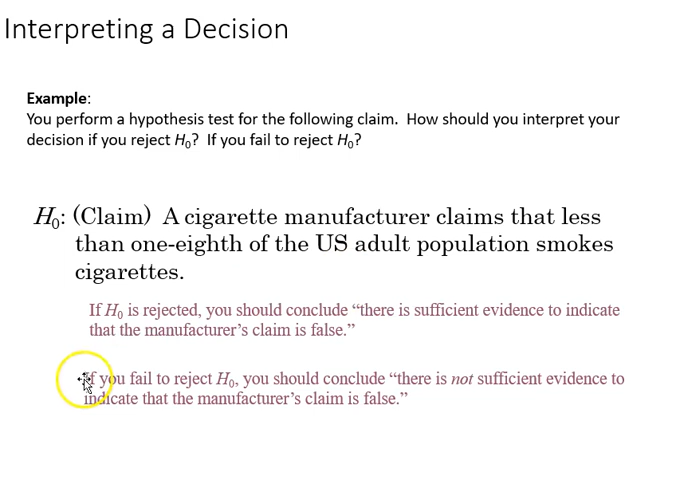 Interpreting a Decision
Example:
You perform a hypothesis test for the following claim. How should you interpret your
decision if you reject H₀? If you fail to reject H₀?
H₀: (Claim) A cigarette manufacturer claims that less
than one-eighth of the US adult population smokes
cigarettes.
If H₀ is rejected, you should conclude “there is sufficient evidence to indicate
that the manufacturer’s claim is false.”
If you fail to reject H₀, you should conclude “there is not sufficient evidence to
indicate that the manufacturer’s claim is false.”